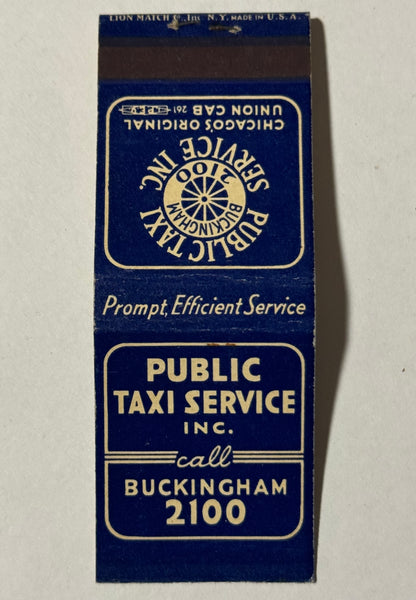 LION MATCH Co., Inc. N.Y. MADE IN U.S.A.
PUBLIC TAXI SERVICE INC.
BUCKINGHAM
2100
CHICAGO'S ORIGINAL
UNION CAB
261
Prompt, Efficient Service
PUBLIC
TAXI SERVICE
INC.
call
BUCKINGHAM
2100